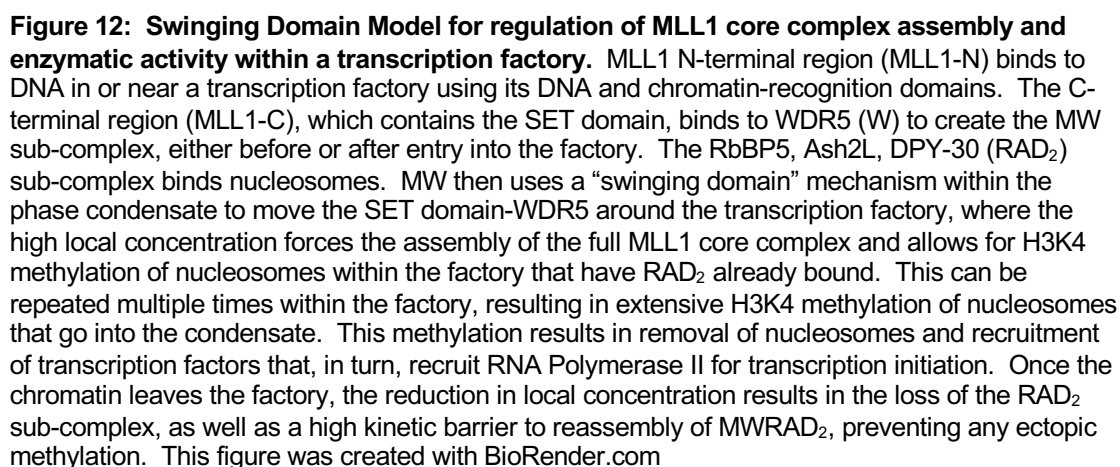 Figure 12:  Swinging Domain Model for regulation of MLL1 core complex assembly and
enzymatic activity within a transcription factory.  MLL1 N-terminal region (MLL1-N) binds to
DNA in or near a transcription factory using its DNA and chromatin-recognition domains.  The C-
terminal region (MLL1-C), which contains the SET domain, binds to WDR5 (W) to create the MW
sub-complex, either before or after entry into the factory.  The RbBP5, Ash2L, DPY-30 (RAD₂)
sub-complex binds nucleosomes.  MW then uses a “swinging domain” mechanism within the
phase condensate to move the SET domain-WDR5 around the transcription factory, where the
high local concentration forces the assembly of the full MLL1 core complex and allows for H3K4
methylation of nucleosomes within the factory that have RAD₂ already bound.  This can be
repeated multiple times within the factory, resulting in extensive H3K4 methylation of nucleosomes
that go into the condensate.  This methylation results in removal of nucleosomes and recruitment
of transcription factors that, in turn, recruit RNA Polymerase II for transcription initiation.  Once the
chromatin leaves the factory, the reduction in local concentration results in the loss of the RAD₂
sub-complex, as well as a high kinetic barrier to reassembly of MWRAD₂, preventing any ectopic
methylation.  This figure was created with BioRender.com